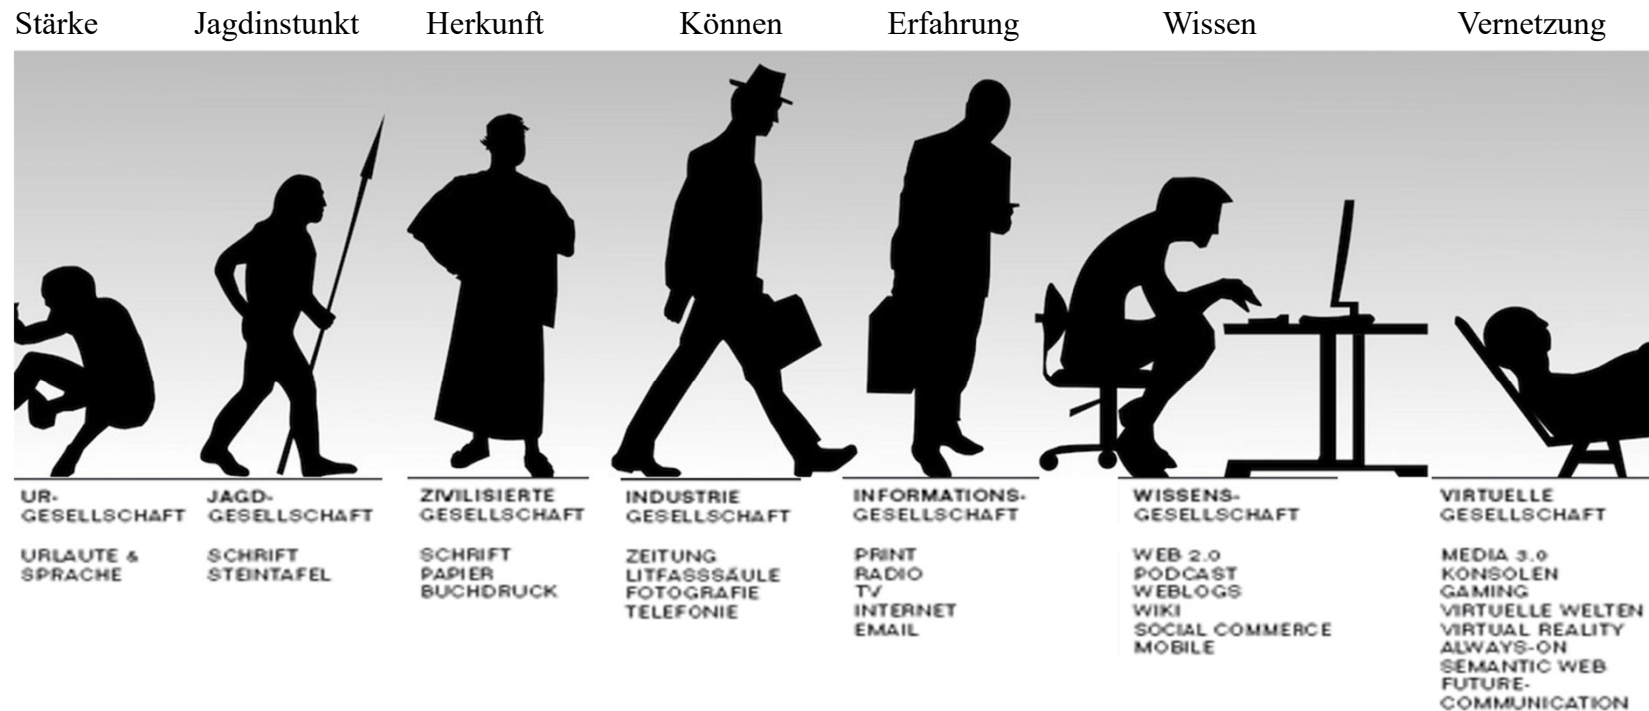 Stärke Jagdinstunkt Herkunft Können Erfahrung Wissen Vernetzung
UR-
GESELLSCHAFT
URLAUTE &
SPRACHE
JAGD-
GESELLSCHAFT
SCHRIFT
STEINTAFEL
ZIVILISIERTE
GESELLSCHAFT
SCHRIFT
PAPIER
BUCHDRUCK
INDUSTRIE
GESELLSCHAFT
ZEITUNG
LITFASSSÄULE
FOTOGRAFIE
TELEFONIE
INFORMATIONS-
GESELLSCHAFT
PRINT
RADIO
TV
INTERNET
EMAIL
WISSENS-
GESELLSCHAFT
WEB 2.0
PODCAST
WEBLOGS
WIKI
SOCIAL COMMERCE
MOBILE
VIRTUELLE
GESELLSCHAFT
MEDIA 3.0
KONSOLEN
GAMING
VIRTUELLE WELTEN
VIRTUAL REALITY
ALWAYS-ON
SEMANTIC WEB
FUTURE-
COMMUNICATION